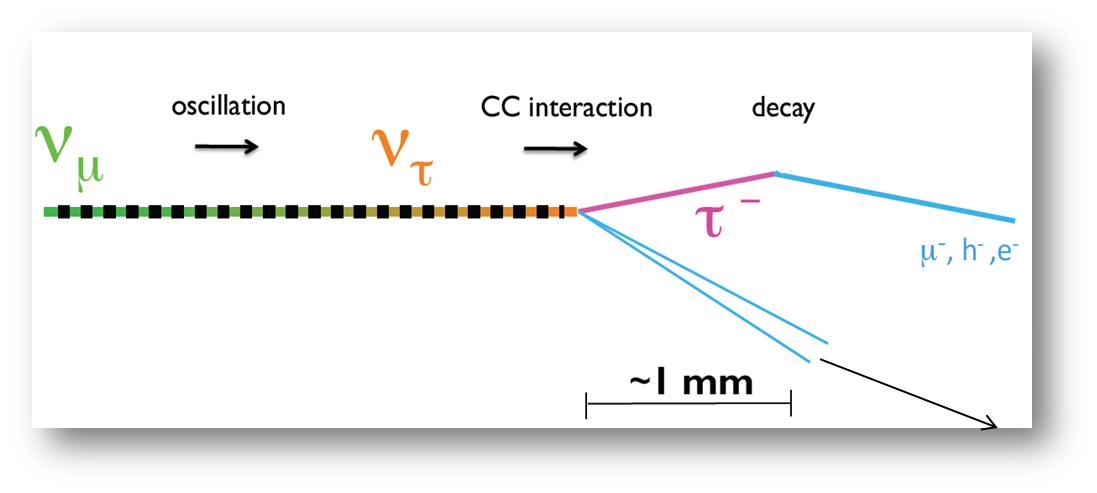 oscillation
CC interaction
decay
νμ
ντ
τ⁻
μ⁻, h⁻ ,e⁻
~1 mm